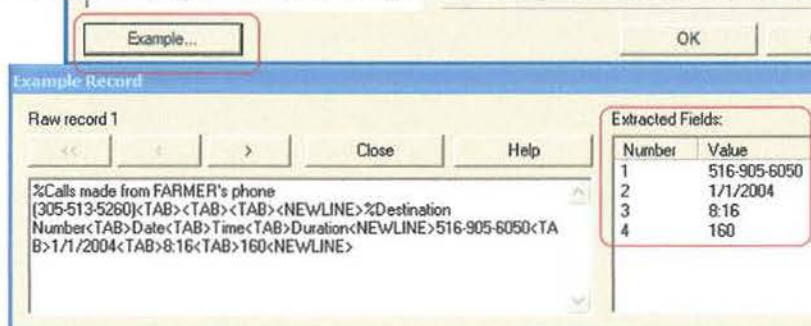 Example...
OK
Example Record
Raw record 1
Extracted Fields:
<<
<
>
Close
Help
Number Value
1 516-905-6050
2 1/1/2004
3 8:16
4 160
%Calls made from FARMER's phone
(305-513-5260)<TAB><TAB><TAB><NEWLINE>%Destination
Number<TAB>Date<TAB>Time<TAB>Duration<NEWLINE>516-905-6050<TA
B>1/1/2004<TAB>8:16<TAB>160<NEWLINE>